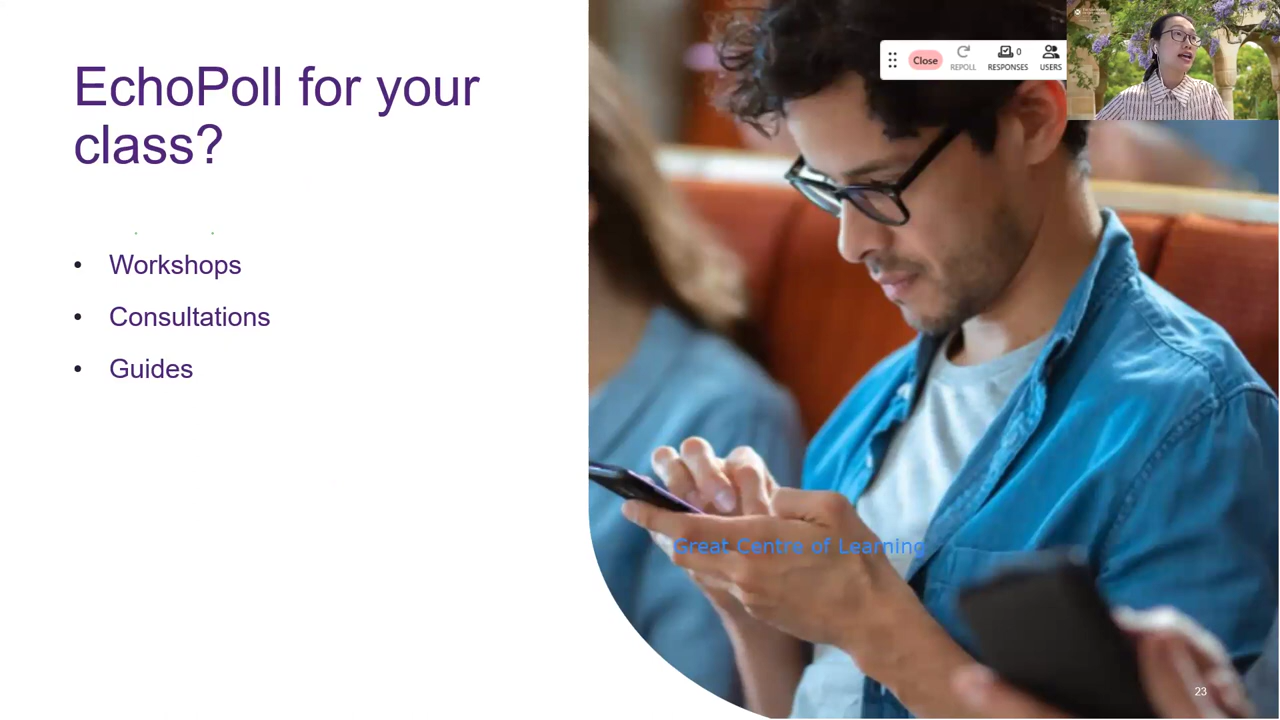 EchoPoll for your
class?
• Workshops
• Consultations
• Guides
Close
REPOLL
0
RESPONSES
USERS
Great Centre of Learning
23